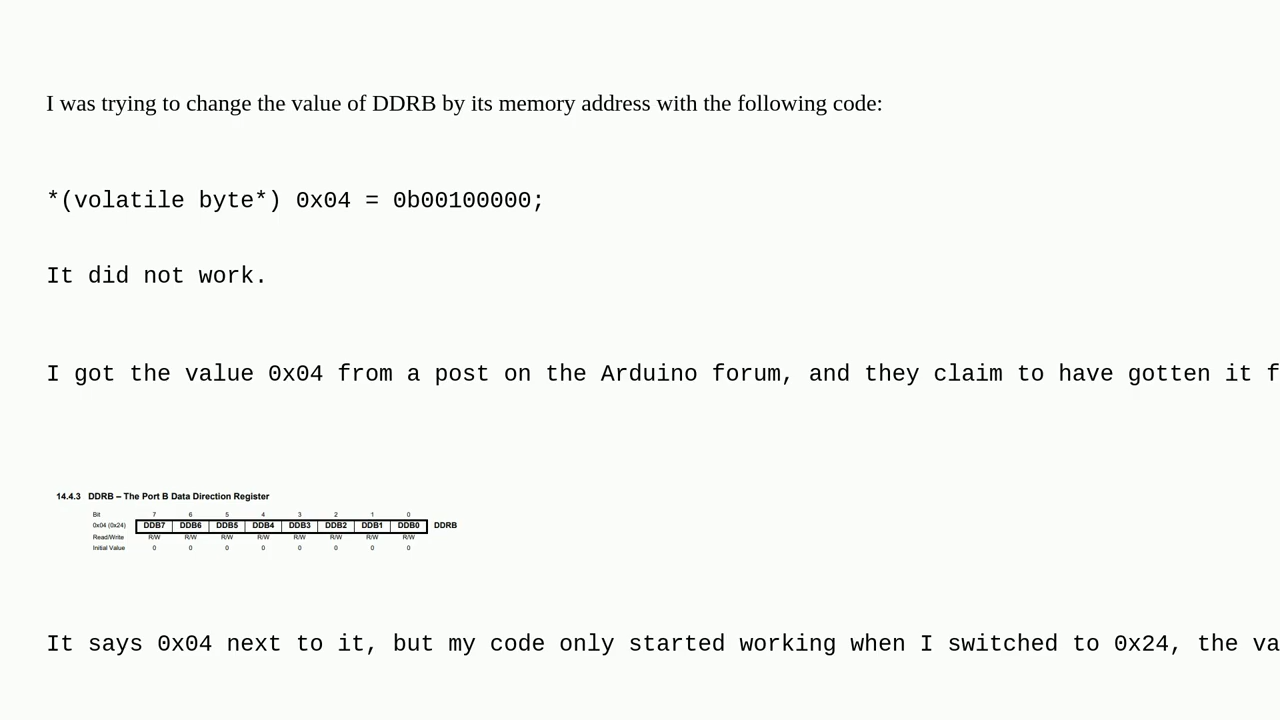 I was trying to change the value of DDRB by its memory address with the following code:
*(volatile byte*) 0x04 = 0b00100000;
It did not work.
I got the value 0x04 from a post on the Arduino forum, and they claim to have gotten it f
14.4.3 DDRB – The Port B Data Direction Register
Bit 7 6 5 4 3 2 1 0
0x04 (0x24) DDB7 DDB6 DDB5 DDB4 DDB3 DDB2 DDB1 DDB0 DDRB
Read/Write R/W R/W R/W R/W R/W R/W R/W R/W
Initial Value 0 0 0 0 0 0 0 0
It says 0x04 next to it, but my code only started working when I switched to 0x24, the va